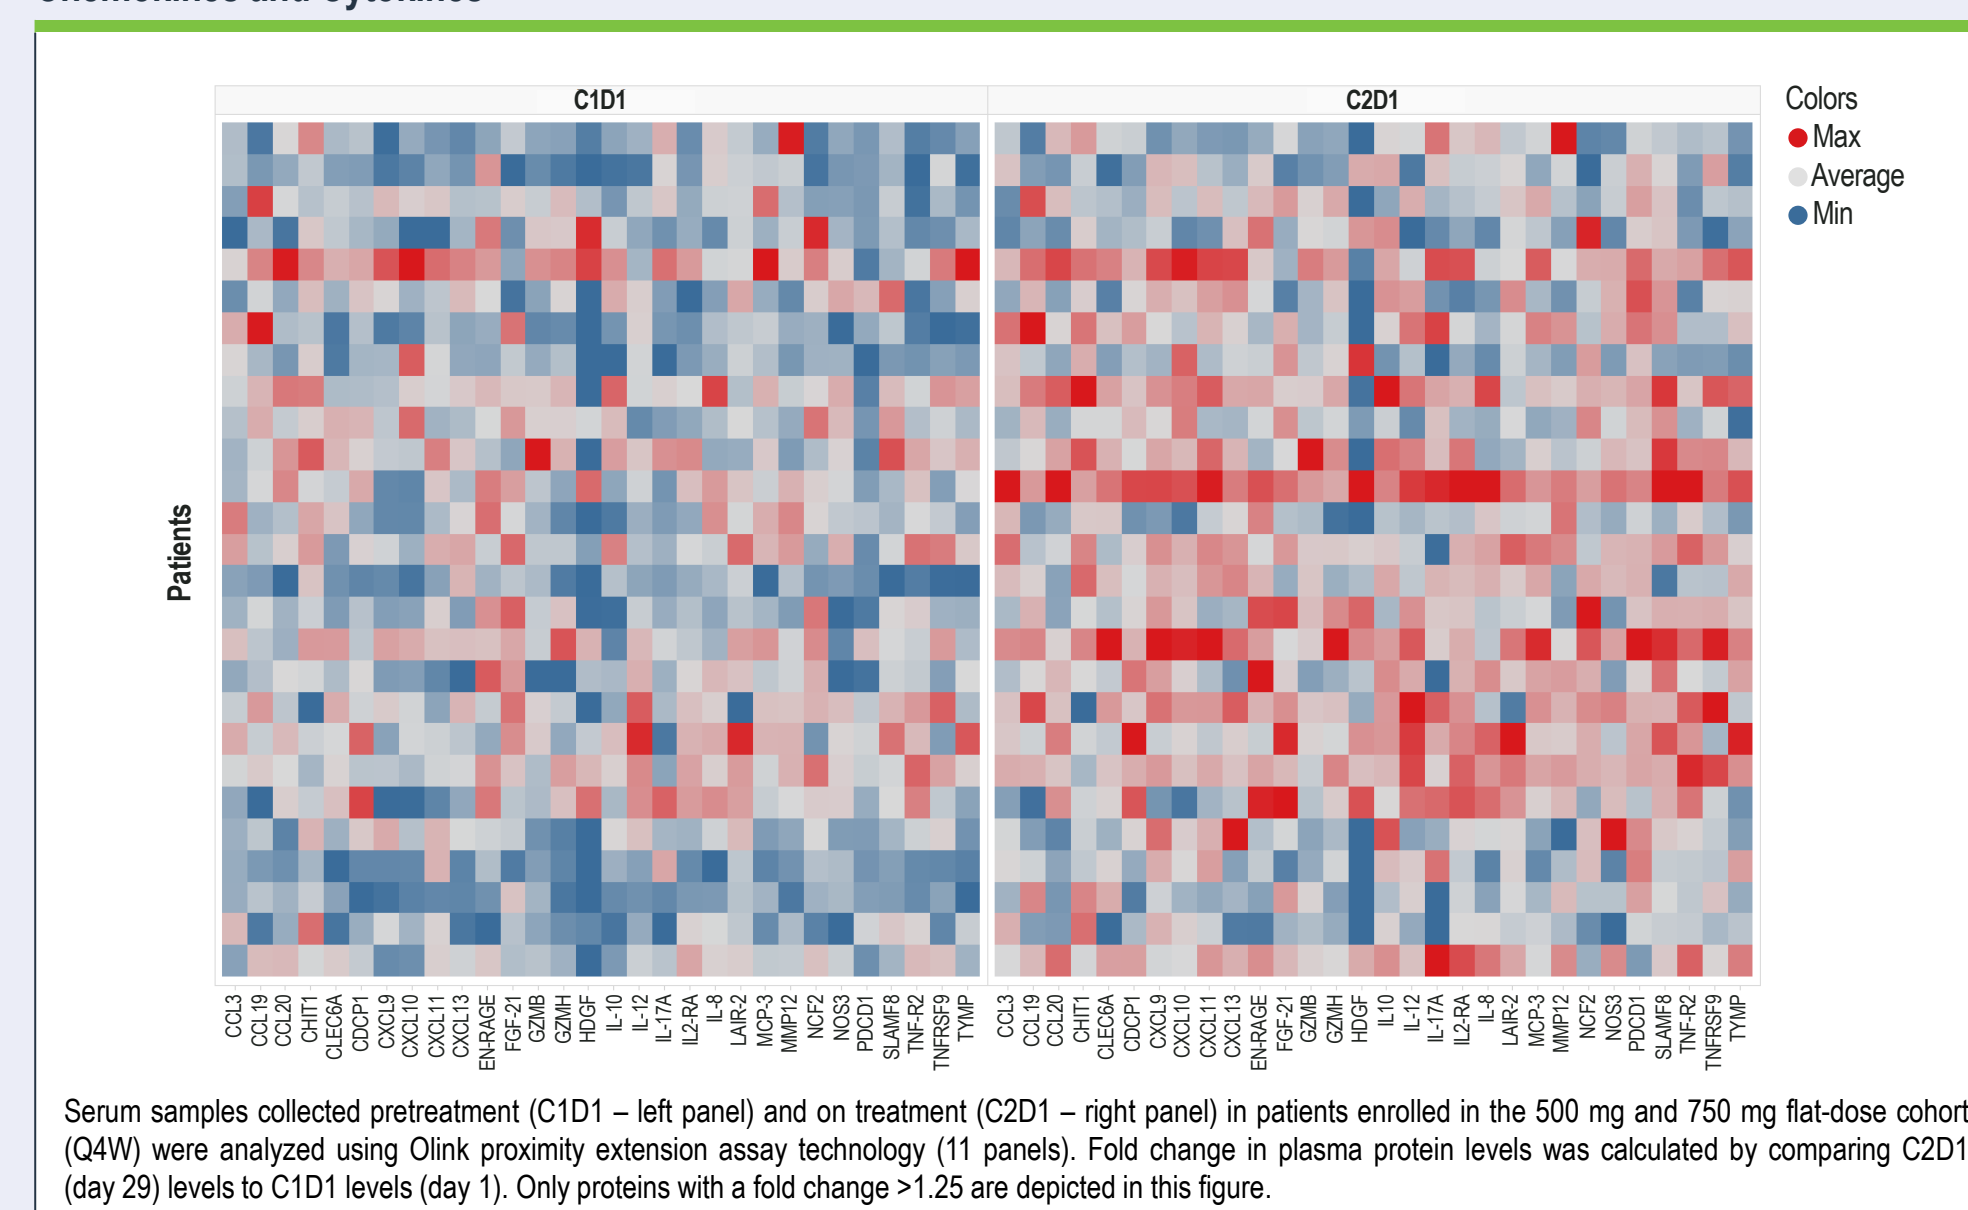 Chemokines and Cytokines
C1D1
C2D1
Colors
Max
Average
Min
Patients
CCL3
CCL19
CCL20
CHIT1
CLEC6A
CDCP1
CXCL9
CXCL10
CXCL11
CXCL13
EN-RAGE
FGF-21
GZMB
GZMH
HDGF
IL-10
IL-12
IL-17A
IL2-RA
IL-8
LAIR-2
MCP-3
MMP12
NCF2
NOS3
PDCD1
SLAMF8
TNF-R2
TNFRSF9
TYMP
CCL3
CCL19
CCL20
CHIT1
CLEC6A
CDCP1
CXCL9
CXCL10
CXCL11
CXCL13
EN-RAGE
FGF-21
GZMB
GZMH
HDGF
IL10
IL-12
IL-17A
IL2-RA
IL-8
LAIR-2
MCP-3
MMP12
NCF2
NOS3
PDCD1
SLAMF8
TNF-R2
TNFRSF9
TYMP
Serum samples collected pretreatment (C1D1 – left panel) and on treatment (C2D1 – right panel) in patients enrolled in the 500 mg and 750 mg flat-dose cohort
(Q4W) were analyzed using Olink proximity extension assay technology (11 panels). Fold change in plasma protein levels was calculated by comparing C2D1
(day 29) levels to C1D1 levels (day 1). Only proteins with a fold change >1.25 are depicted in this figure.